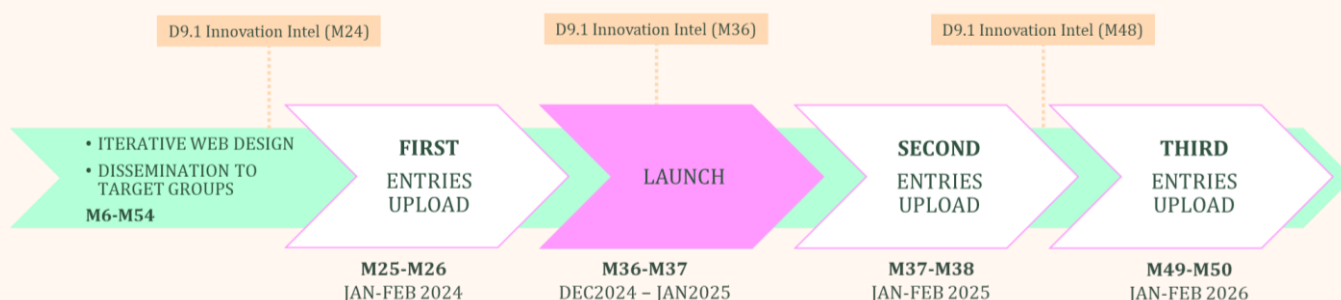 D9.1 Innovation Intel (M24)
D9.1 Innovation Intel (M36)
D9.1 Innovation Intel (M48)
• ITERATIVE WEB DESIGN
• DISSEMINATION TO
TARGET GROUPS
M6-M54
FIRST
ENTRIES
UPLOAD
LAUNCH
SECOND
ENTRIES
UPLOAD
THIRD
ENTRIES
UPLOAD
M25-M26
JAN-FEB 2024
M36-M37
DEC2024 – JAN2025
M37-M38
JAN-FEB 2025
M49-M50
JAN-FEB 2026